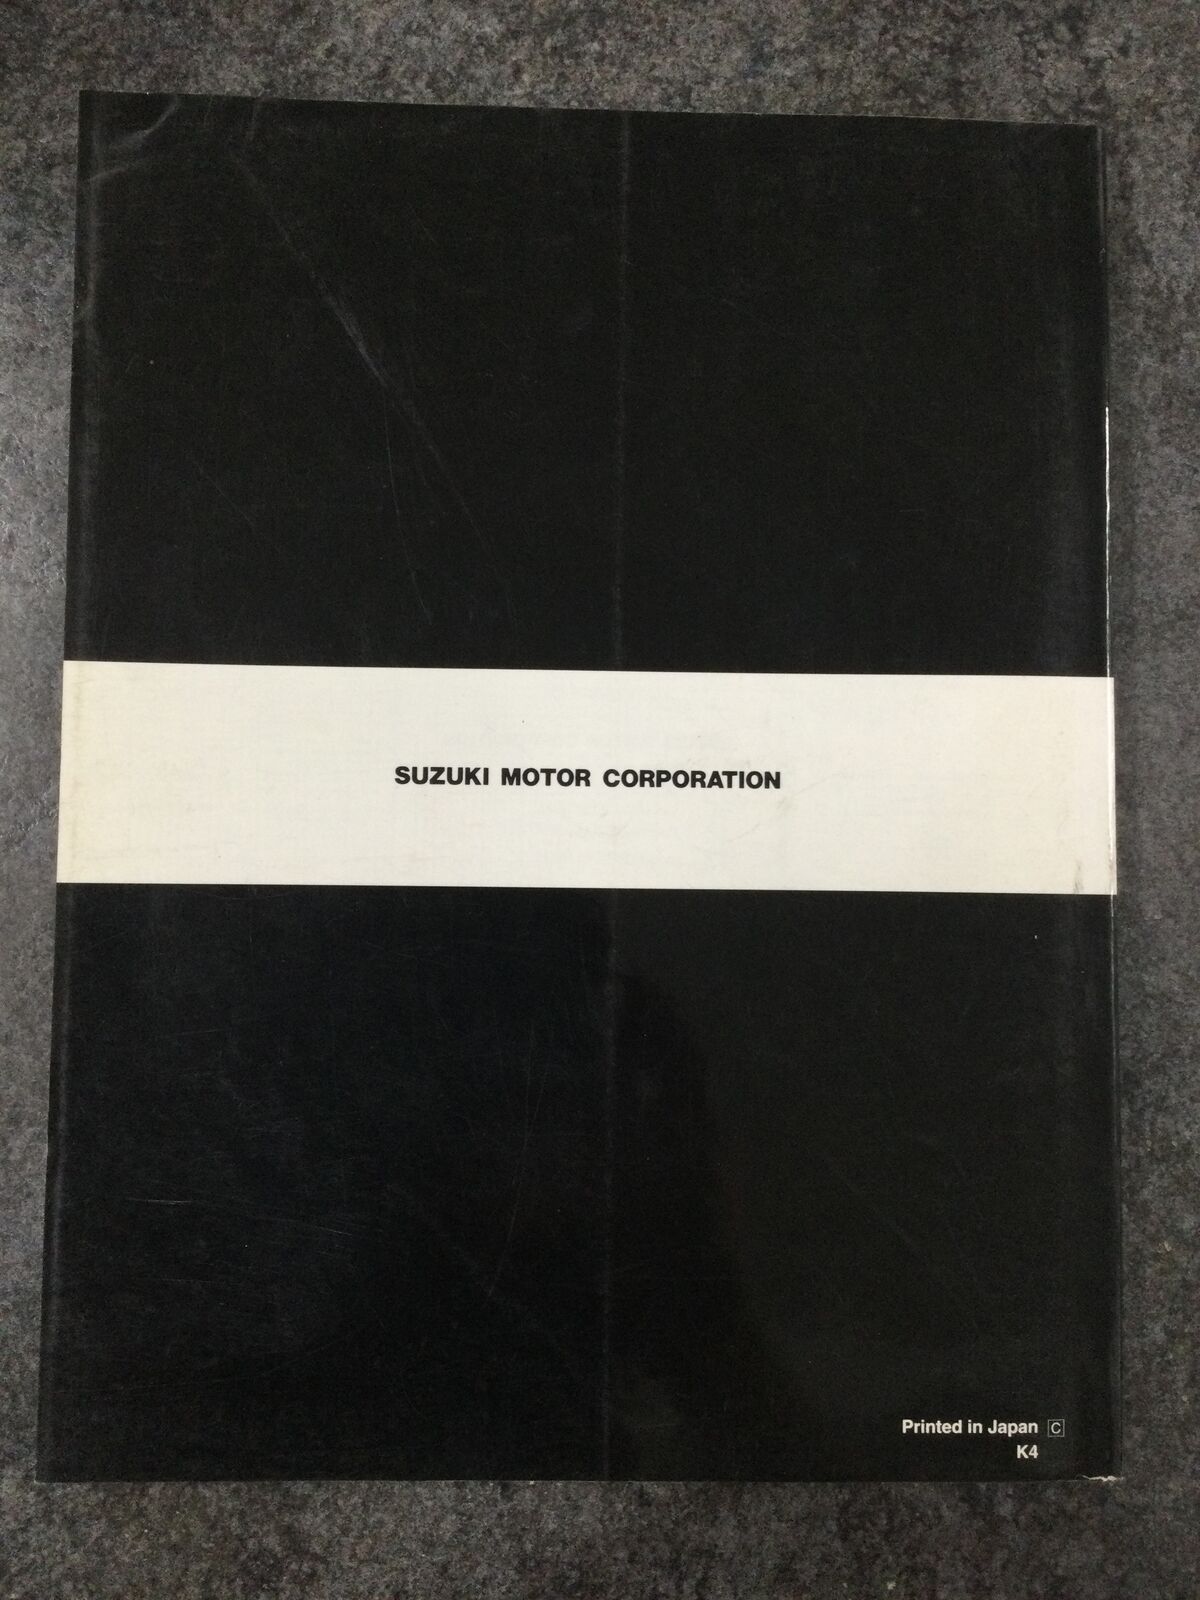 SUZUKI MOTOR CORPORATION
Printed in Japan C
K4